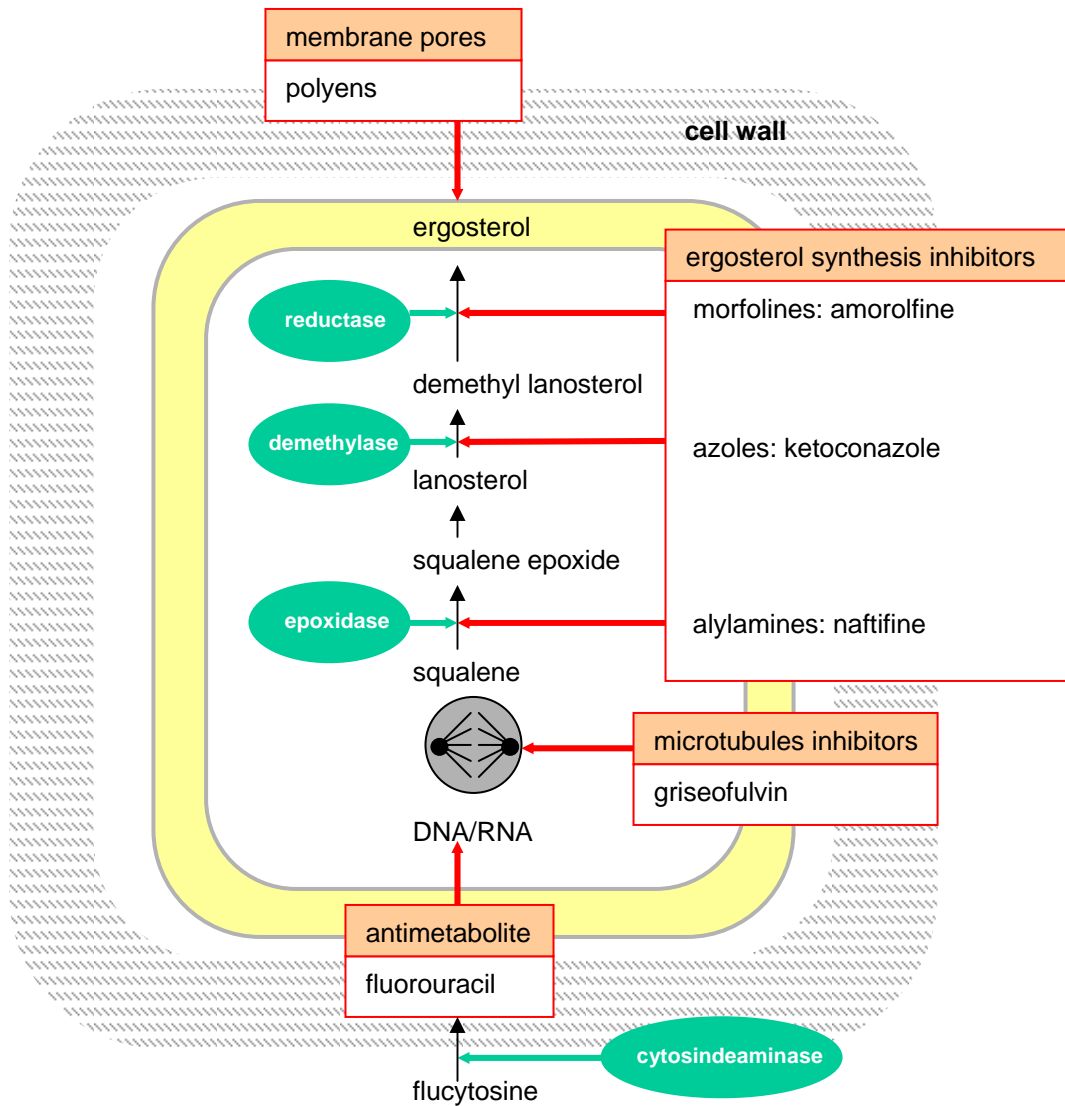 membrane pores
polyens
cell wall
ergosterol
ergosterol synthesis inhibitors
reductase
morfolines: amorolfine
demethyl lanosterol
demethylase
azoles: ketoconazole
lanosterol
squalene epoxide
epoxidase
alylamines: naftifine
squalene
microtubules inhibitors
griseofulvin
DNA/RNA
antimetabolite
fluorouracil
cytosindeaminase
flucytosine